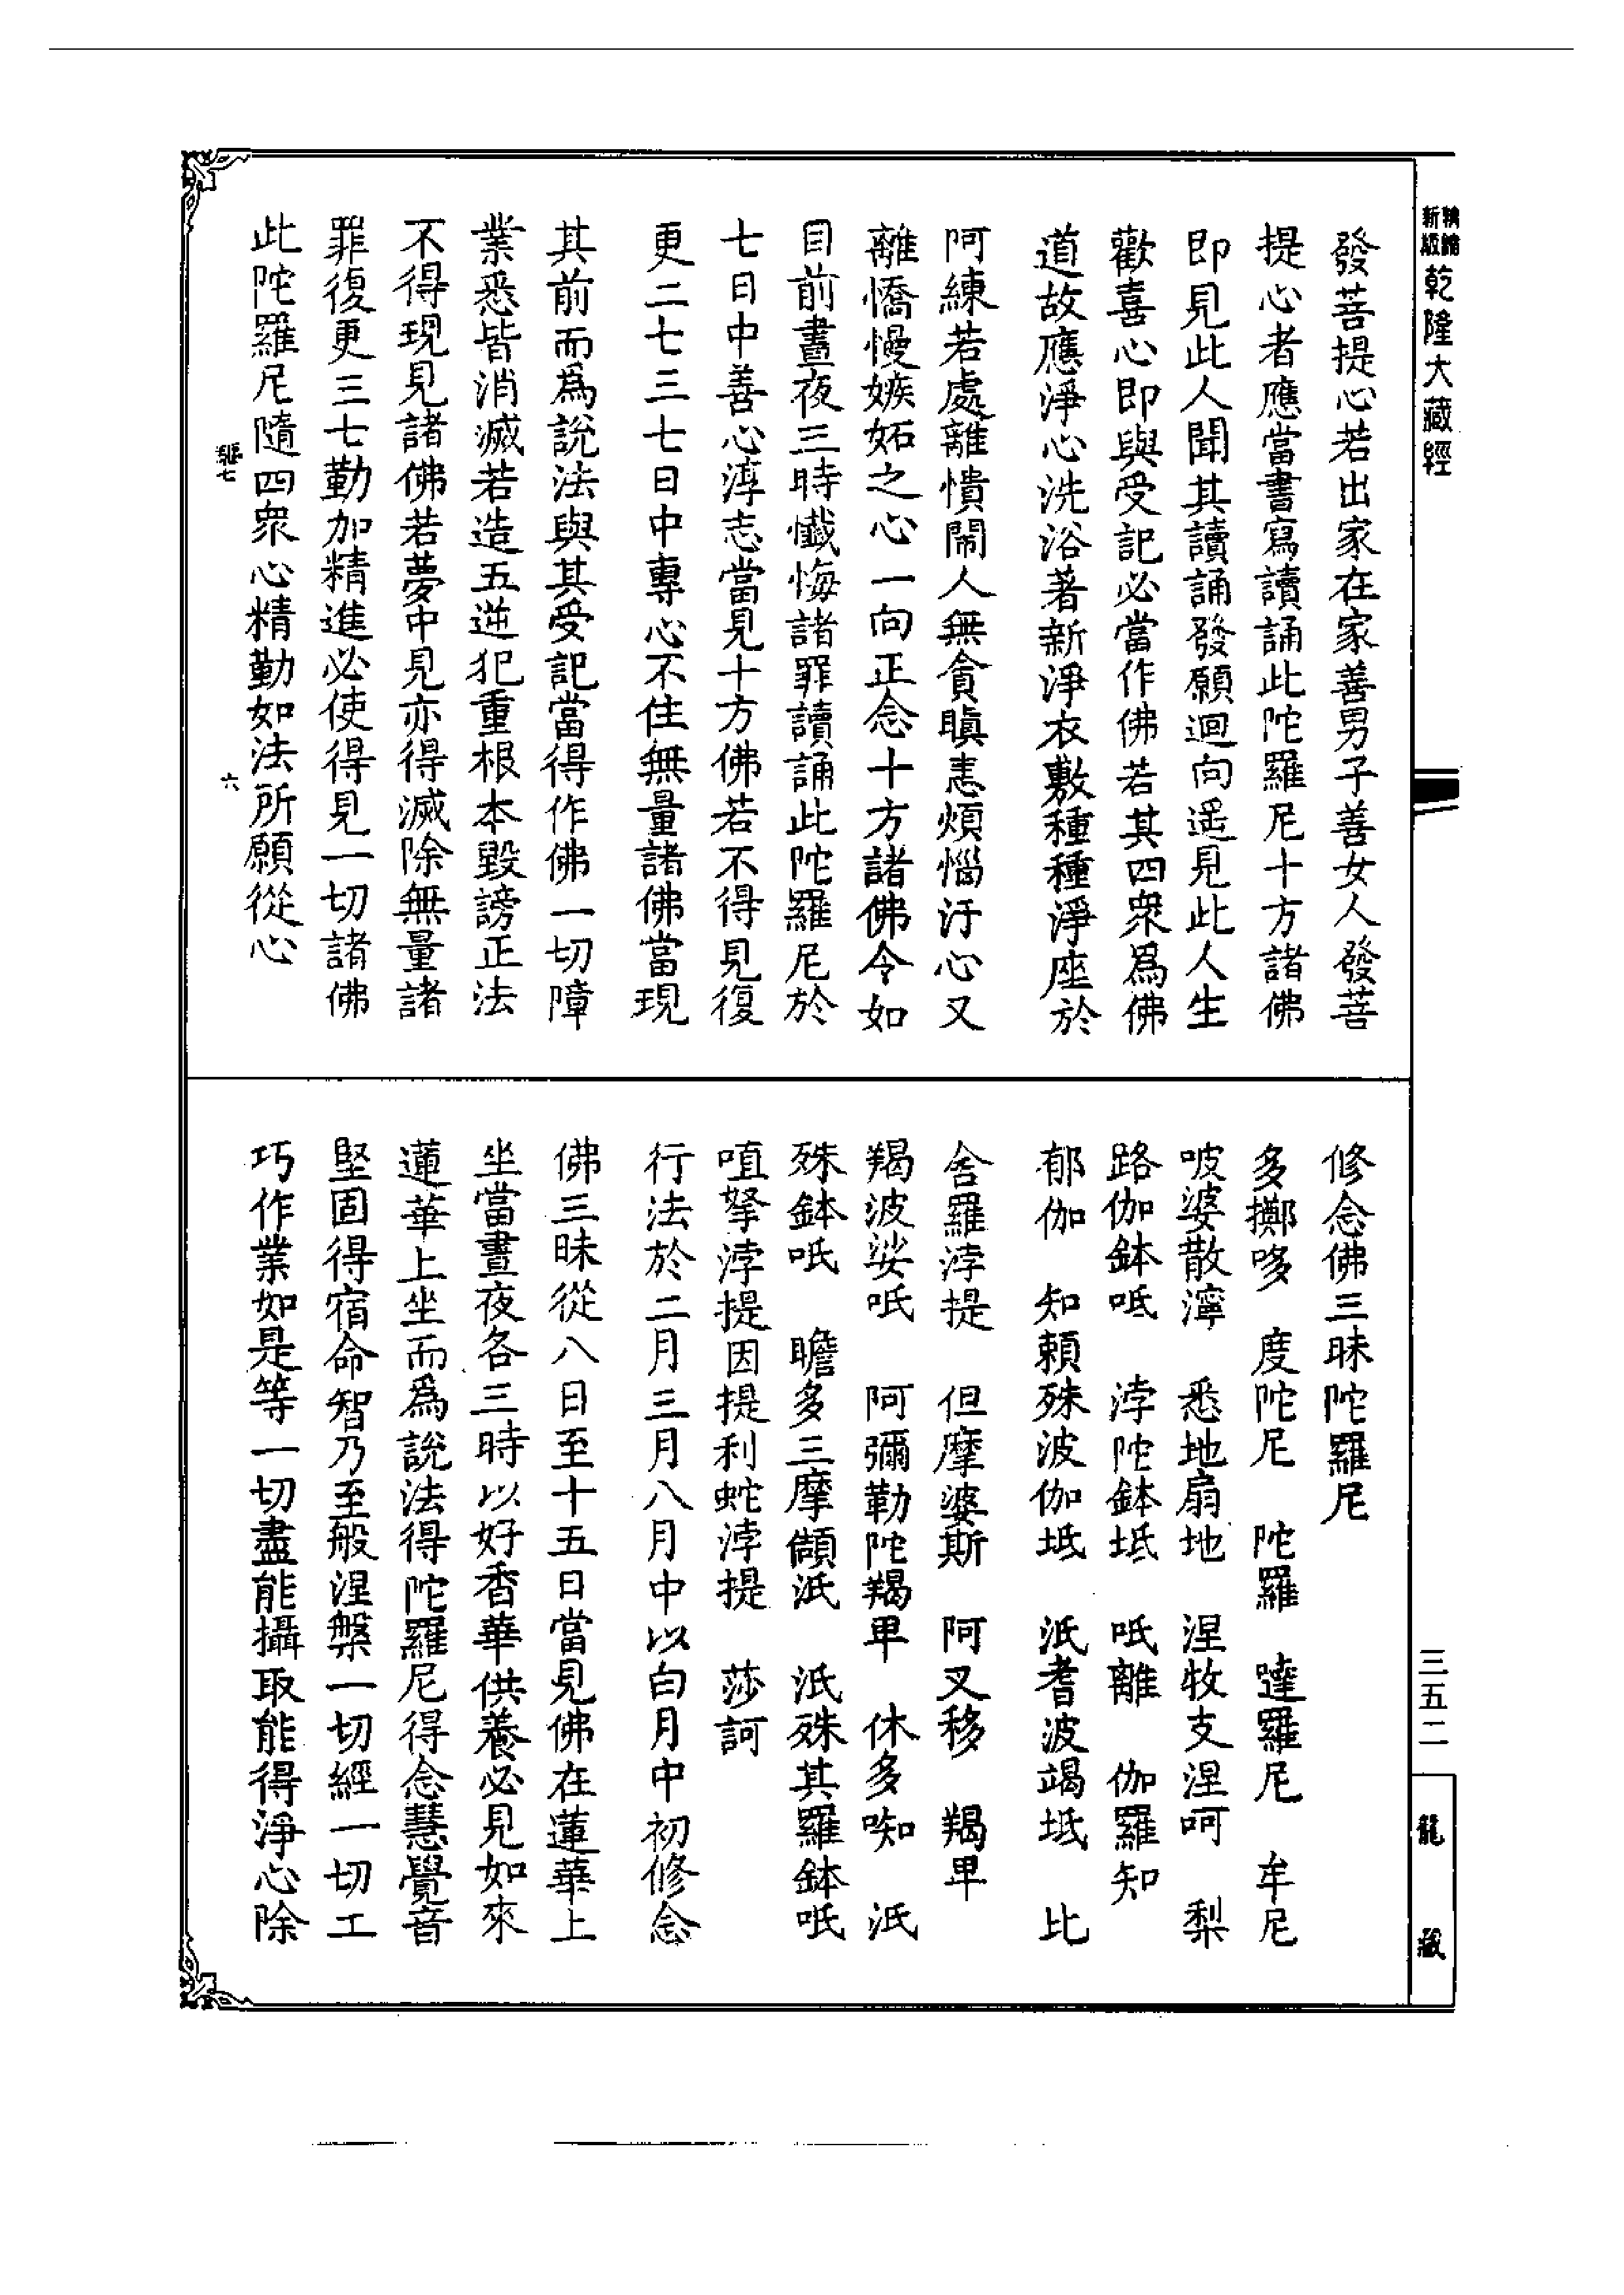 新編縮版乾隆大藏經
發菩提心若出家在家善男子善女人發菩
提心者應當書寫讀誦此陀羅尼十方諸佛
即見此人聞其讀誦發願迴向遥見此人生
歡喜心即與受記必當作佛若其四衆爲佛
道故應淨心洗浴著新淨衣敷種種淨座於
阿練若處離憒閙人無貪瞋恚煩惱汙心又
離憍慢嫉妬之心一向正念十方諸佛令如
目前晝夜三時懺悔諸罪讀誦此陀羅尼於
七日中善心淳志當見十方佛若不得見復
更二七三七日中專心不住無量諸佛當現
其前而爲說法與其受記當得作佛一切障
業悉皆消滅若造五逆犯重根本毀謗正法
不得現見諸佛若夢中見亦得滅除無量諸
罪復更三七勤加精進必使得見一切諸佛
此陀羅尼隨四衆心精勤如法所願從心
六
修念佛三昧陀羅尼
多擲哆　度陀尼　陀羅　噠羅尼　牟尼
啵婆散濘　悉地扇地　涅牧支涅呵　梨
路伽鉢呧　浡陀鉢坻　呧離　伽羅知
郁伽　知賴殊波伽坻　泜耆波竭坻　比
舍羅浡提　但摩婆斯　阿叉移　羯卑
羯波娑呧　阿彌勒陀羯卑　休多啝　泜
殊鉢呧　瞻多三摩䫂泜　泜殊其羅鉢呧
咺拏浡提因提利蛇浡提　莎訶
行法於二月三月八月中以白月中初修念
佛三昧從八日至十五日當見佛在蓮華上
坐當晝夜各三時以好香華供養必見如來
蓮華上坐而爲說法得陀羅尼得念慧覺音
堅固得宿命智乃至般涅槃一切經一切工
巧作業如是等一切盡能攝取能得淨心除
三五二
龍藏